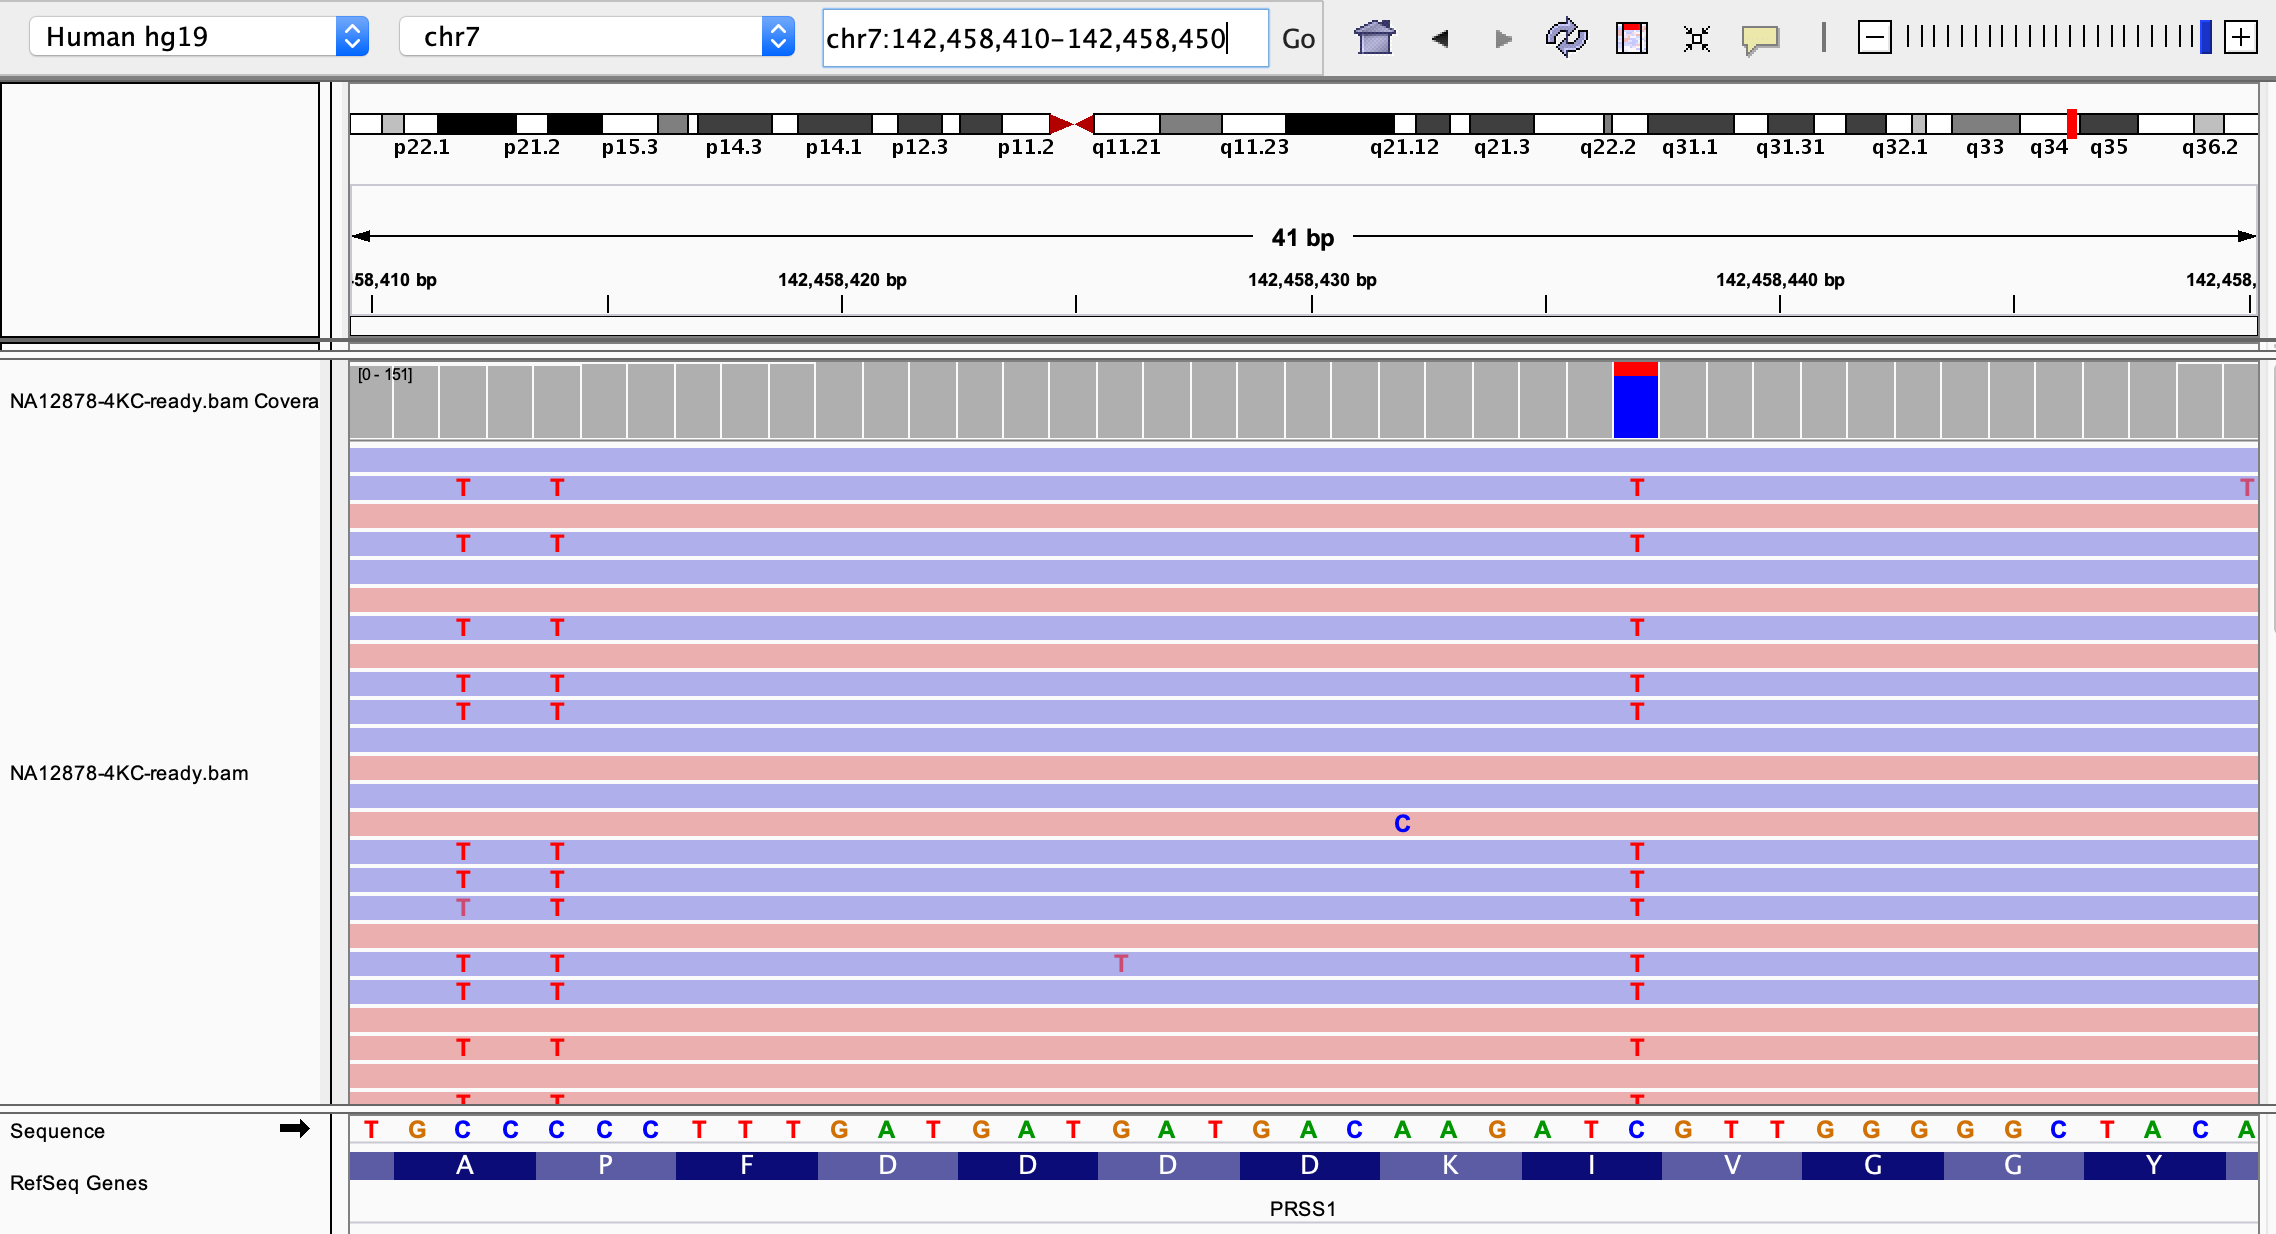 Human hg19 chr7 chr7:142,458,410-142,458,450 Go
p22.1 p21.2 p15.3 p14.3 p14.1 p12.3 p11.2 q11.21 q11.23 q21.12 q21.3 q22.2 q31.1 q31.31 q32.1 q33 q34 q35 q36.2
41 bp
58,410 bp 142,458,420 bp 142,458,430 bp 142,458,440 bp 142,458,
[0 - 151]
NA12878-4KC-ready.bam Covera
T T T T
T T T
T T T
T T T
T T T
NA12878-4KC-ready.bam
C
T T T
T T T
T T T
T T T T
T T T
T T T
T T T
Sequence T G C C C C C T T T G A T G A T G A T G A C A A G A T C G T T G G G G G C T A C A
A P F D D D D K I V G G Y
RefSeq Genes
PRSS1